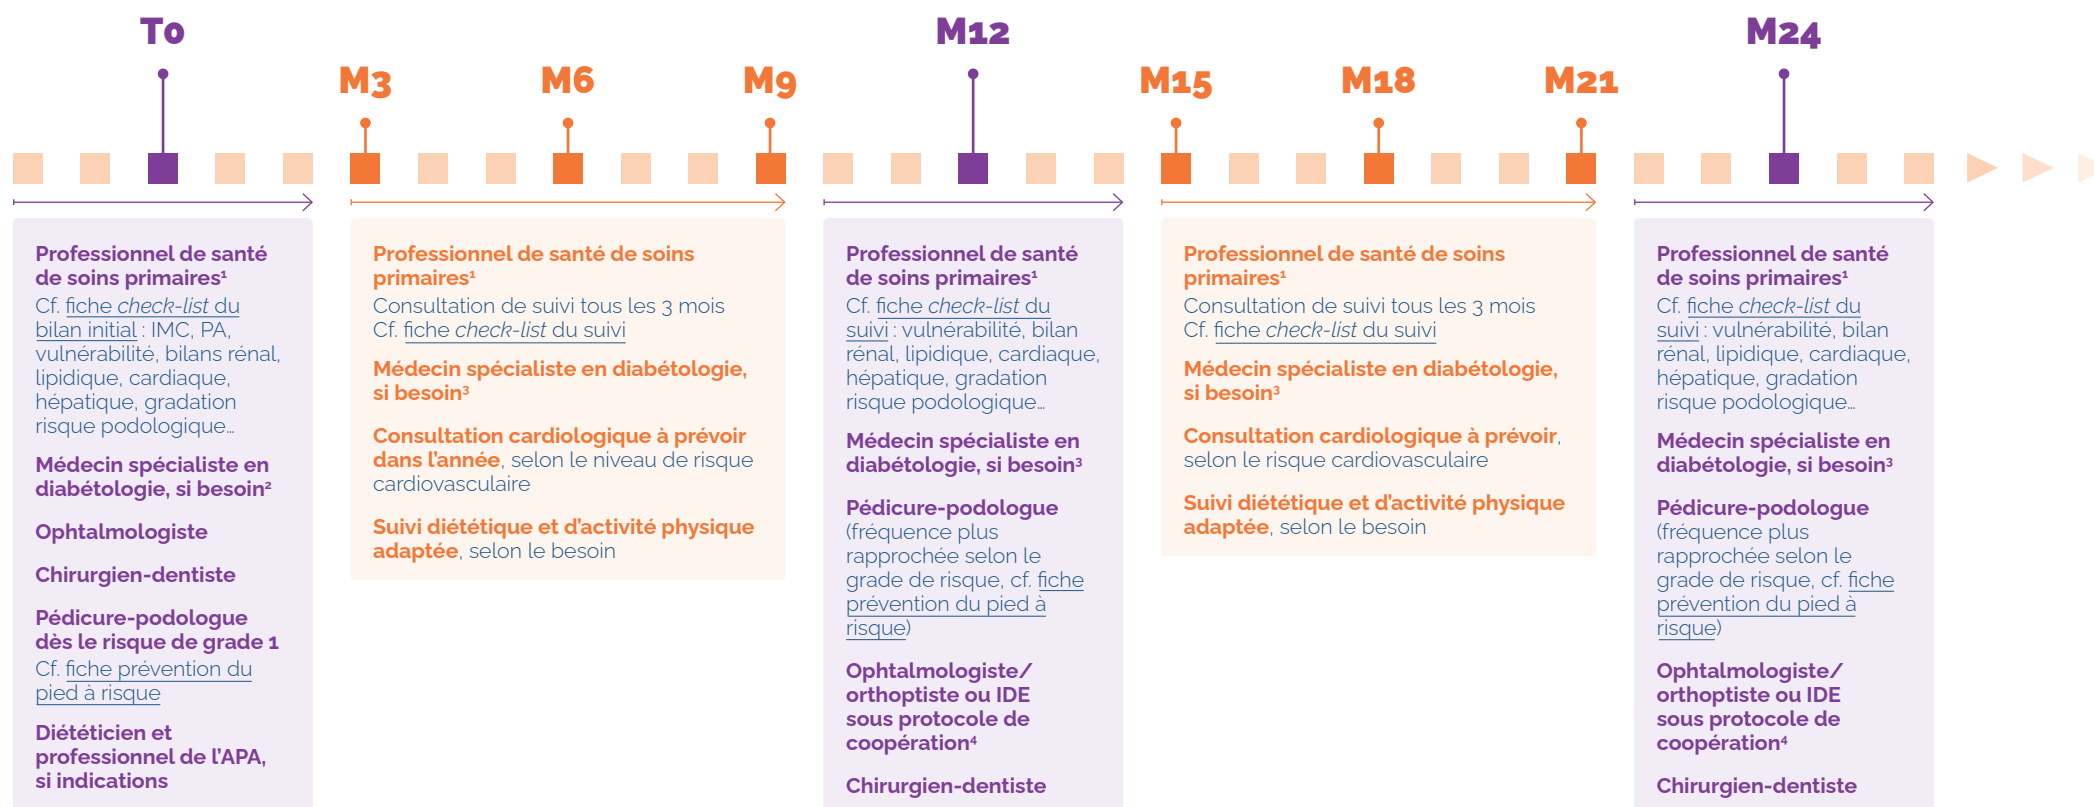 T0
M3
M6
M9
M12
M15
M18
M21
M24
Professionnel de santé
de soins primaires¹
Cf. fiche check-list du
bilan initial : IMC, PA,
vulnérabilité, bilans rénal,
lipidique, cardiaque,
hépatique, gradation
risque podologique…
Médecin spécialiste en
diabétologie, si besoin²
Ophtalmologiste
Chirurgien-dentiste
Pédicure-podologue
dès le risque de grade 1
Cf. fiche prévention du
pied à risque
Diététicien et
professionnel de l’APA,
si indications
Professionnel de santé de soins
primaires¹
Consultation de suivi tous les 3 mois
Cf. fiche check-list du suivi
Médecin spécialiste en diabétologie,
si besoin³
Consultation cardiologique à prévoir
dans l’année, selon le niveau de risque
cardiovasculaire
Suivi diététique et d’activité physique
adaptée, selon le besoin
Professionnel de santé
de soins primaires¹
Cf. fiche check-list du
suivi : vulnérabilité, bilan
rénal, lipidique, cardiaque,
hépatique, gradation
risque podologique…
Médecin spécialiste en
diabétologie, si besoin³
Pédicure-podologue
(fréquence plus
rapprochée selon le
grade de risque, cf. fiche
prévention du pied à
risque)
Ophtalmologiste/
orthoptiste ou IDE
sous protocole de
coopération⁴
Chirurgien-dentiste
Professionnel de santé de soins
primaires¹
Consultation de suivi tous les 3 mois
Cf. fiche check-list du suivi
Médecin spécialiste en diabétologie,
si besoin³
Consultation cardiologique à prévoir,
selon le risque cardiovasculaire
Suivi diététique et d’activité physique
adaptée, selon le besoin
Professionnel de santé
de soins primaires¹
Cf. fiche check-list du
suivi : vulnérabilité, bilan
rénal, lipidique, cardiaque,
hépatique, gradation
risque podologique…
Médecin spécialiste en
diabétologie, si besoin³
Pédicure-podologue
(fréquence plus
rapprochée selon le
grade de risque, cf. fiche
prévention du pied à
risque)
Ophtalmologiste/
orthoptiste ou IDE
sous protocole de
coopération⁴
Chirurgien-dentiste